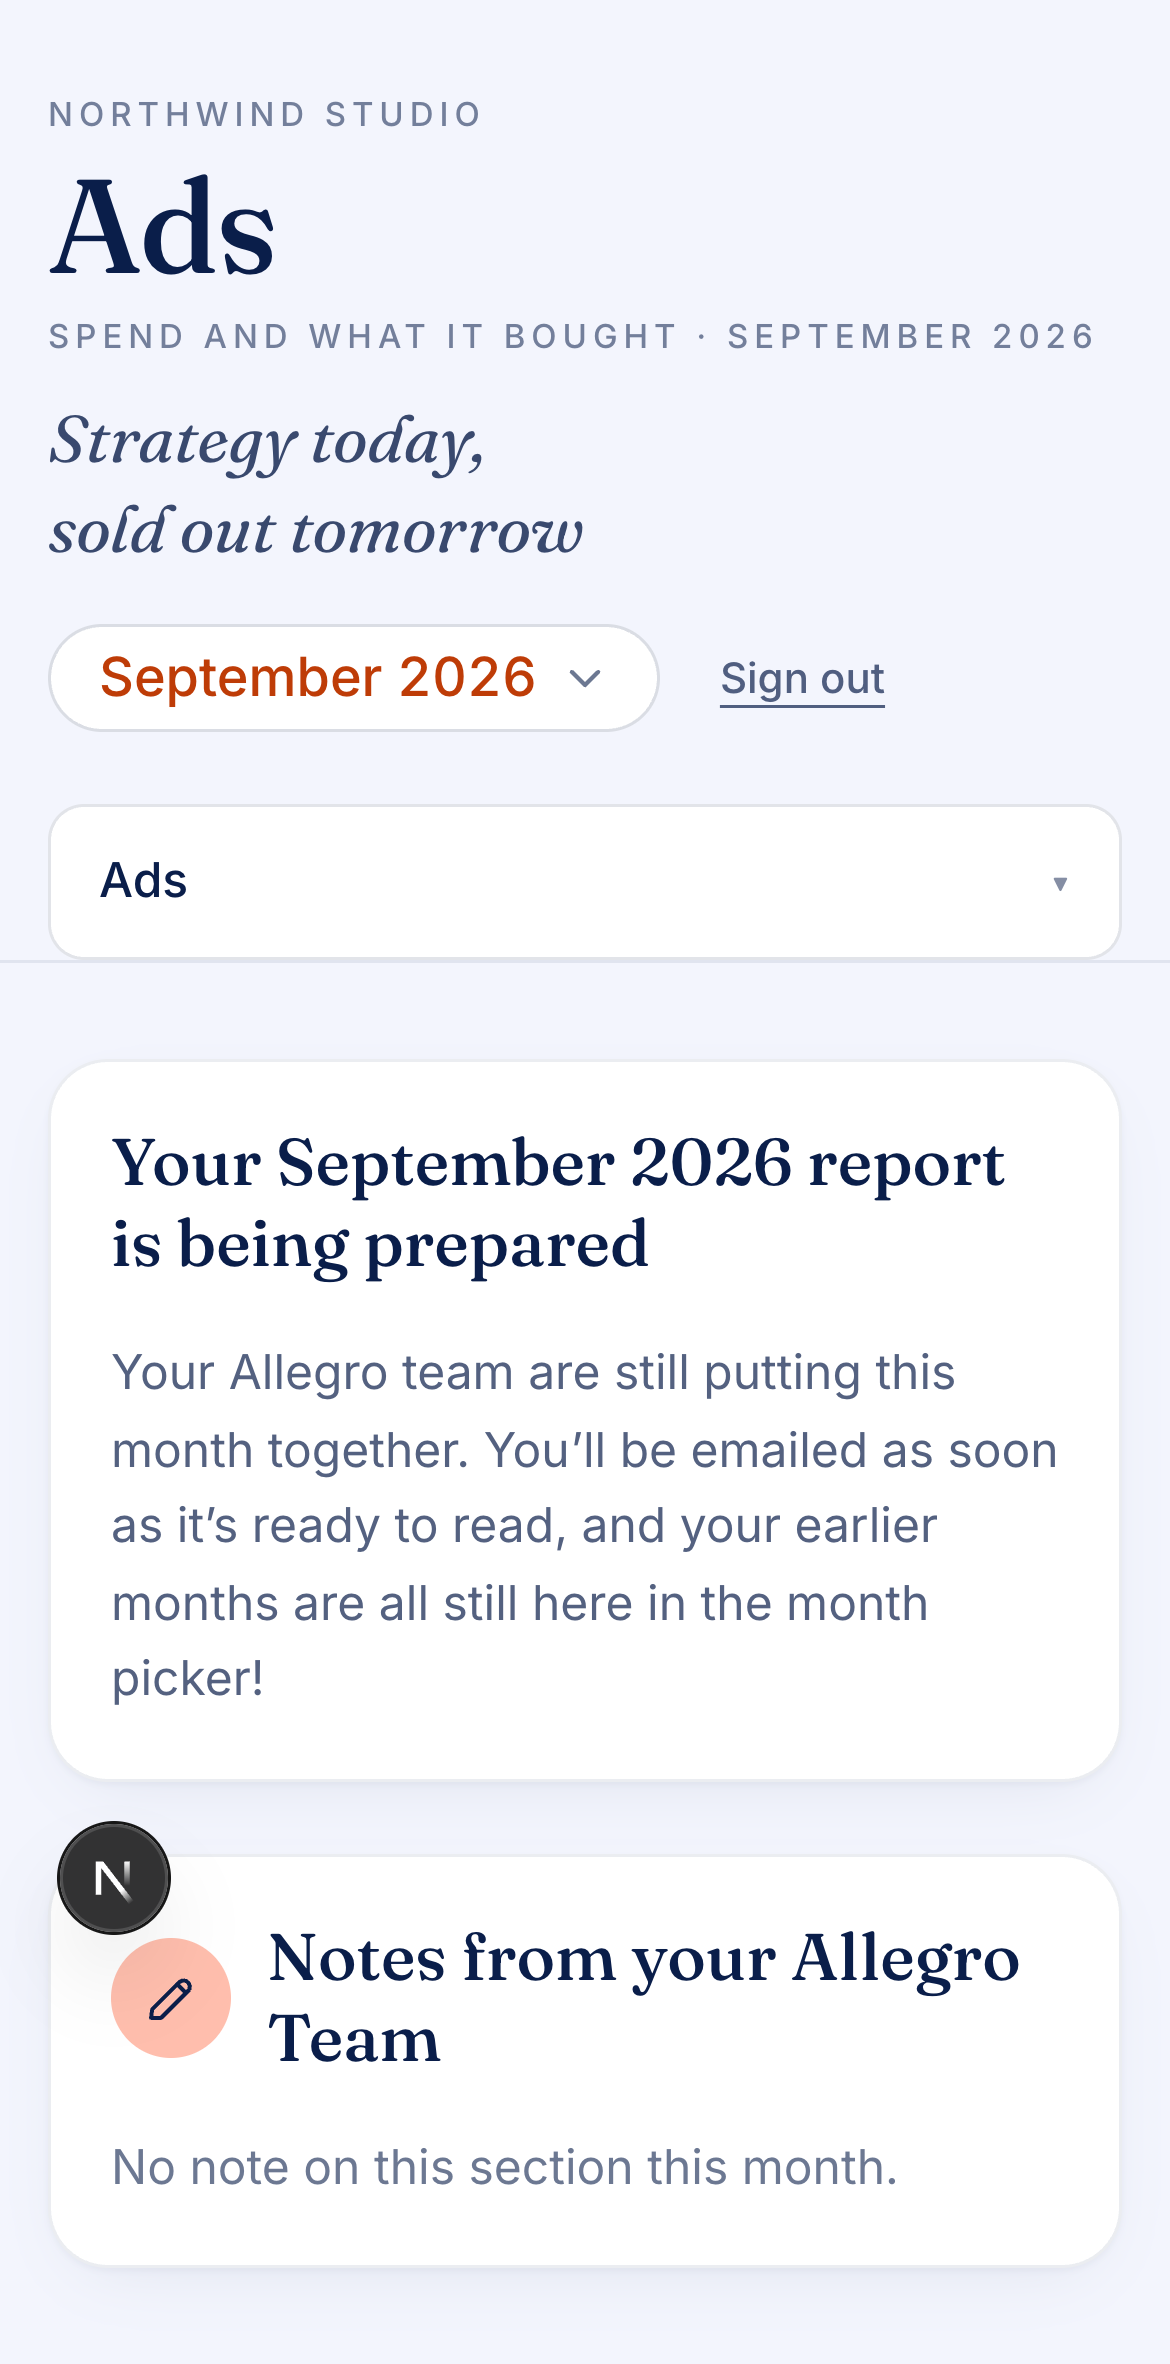 NORTHWIND STUDIO
Ads
SPEND AND WHAT IT BOUGHT · SEPTEMBER 2026
Strategy today,
sold out tomorrow
September 2026
Sign out
Ads
Your September 2026 report
is being prepared
Your Allegro team are still putting this
month together. You’ll be emailed as soon
as it’s ready to read, and your earlier
months are all still here in the month
picker!
N
Notes from your Allegro
Team
No note on this section this month.